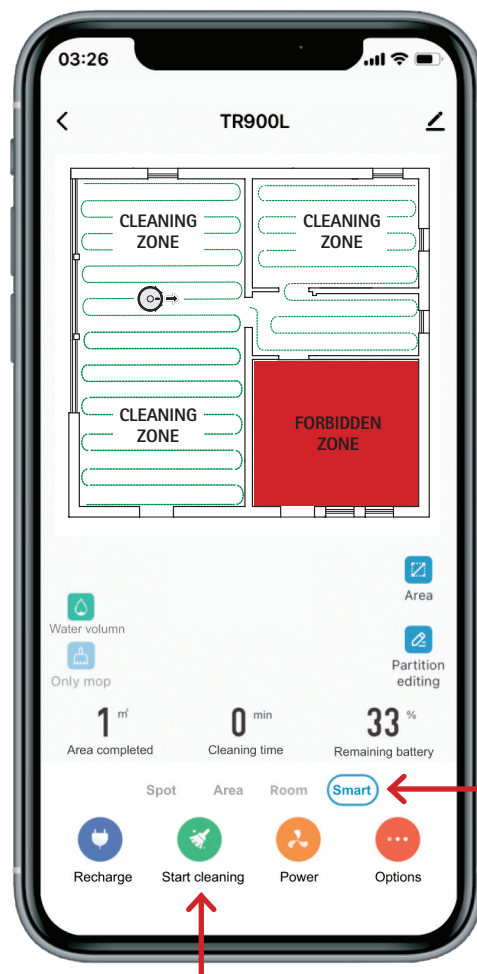 03:26
TR900L
CLEANING
ZONE
CLEANING
ZONE
CLEANING
ZONE
FORBIDDEN
ZONE
Area
Water volumn
Only mop
Partition
editing
1 ㎡
0 min
33 %
Area completed
Cleaning time
Remaining battery
Spot
Area
Room
Smart
Recharge
Start cleaning
Power
Options